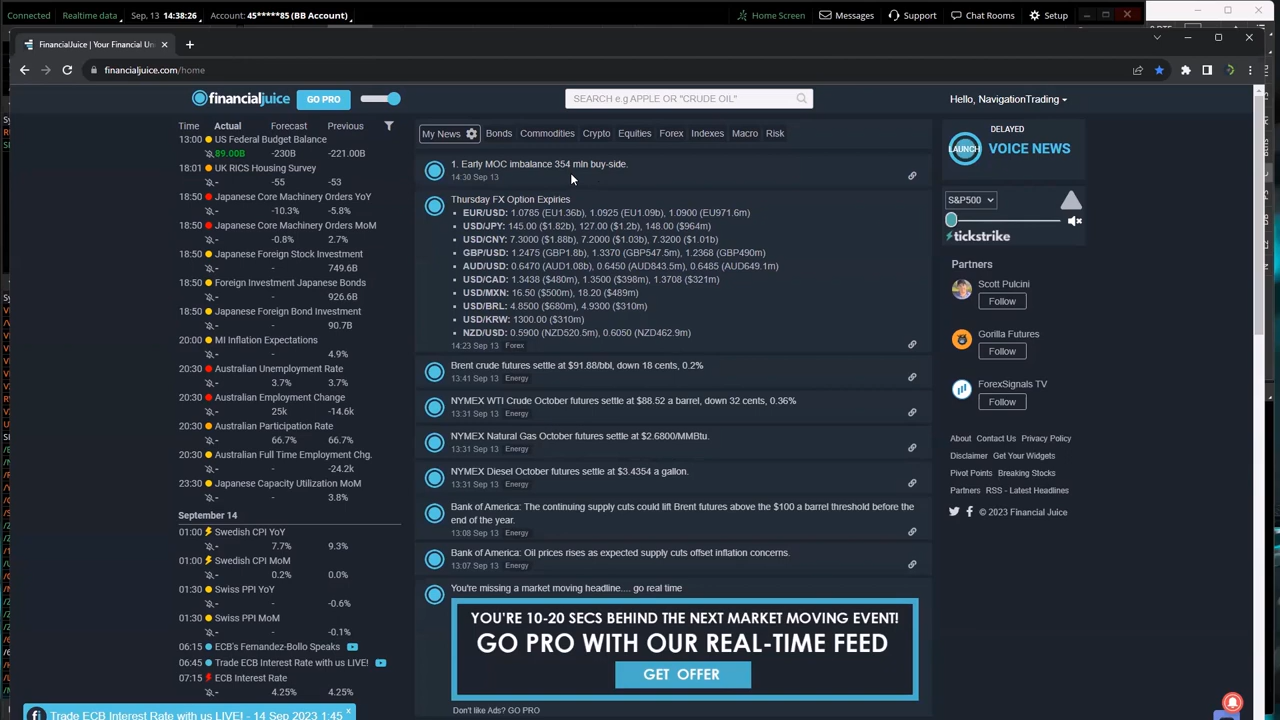 Connected Realtime data Sep, 13 14:38:26 Account: 45*****85 (BB Account) Home Screen Messages Support Chat Rooms Setup
FinancialJuice | Your Financial Un
financialjuice.com/home
financialjuice GO PRO SEARCH e.g APPLE OR "CRUDE OIL" Hello, NavigationTrading
Time Actual Forecast Previous
13:00 US Federal Budget Balance
89.00B -230B -221.00B
18:01 UK RICS Housing Survey
- -55 -53
18:50 Japanese Core Machinery Orders YoY
- -10.3% -5.8%
18:50 Japanese Core Machinery Orders MoM
- -0.8% 2.7%
18:50 Japanese Foreign Stock Investment
- - 749.6B
18:50 Foreign Investment Japanese Bonds
- - 926.6B
18:50 Japanese Foreign Bond Investment
- - 90.7B
20:00 MI Inflation Expectations
- - 4.9%
20:30 Australian Unemployment Rate
- 3.7% 3.7%
20:30 Australian Employment Change
- 25k -14.6k
20:30 Australian Participation Rate
- 66.7% 66.7%
20:30 Australian Full Time Employment Chg.
- - -24.2k
23:30 Japanese Capacity Utilization MoM
- - 3.8%
September 14
01:00 Swedish CPI YoY
- 7.7% 9.3%
01:00 Swedish CPI MoM
- 0.2% 0.0%
01:30 Swiss PPI YoY
- - -0.6%
01:30 Swiss PPI MoM
- - -0.1%
06:15 ECB's Fernandez-Bollo Speaks
06:45 Trade ECB Interest Rate with us LIVE!
07:15 ECB Interest Rate
- 4.25% 4.25%
Trade ECB Interest Rate with us LIVE! - 14 Sep 2023 1:45 x
My News Bonds Commodities Crypto Equities Forex Indexes Macro Risk
1. Early MOC imbalance 354 mln buy-side.
14:30 Sep 13
Thursday FX Option Expiries
EUR/USD: 1.0785 (EU1.36b), 1.0925 (EU1.09b), 1.0900 (EU971.6m)
USD/JPY: 145.00 ($1.82b), 127.00 ($1.2b), 148.00 ($964m)
USD/CNY: 7.3000 ($1.88b), 7.2000 ($1.03b), 7.3200 ($1.01b)
GBP/USD: 1.2475 (GBP1.8b), 1.3370 (GBP547.5m), 1.2368 (GBP490m)
AUD/USD: 0.6470 (AUD1.08b), 0.6450 (AUD843.5m), 0.6485 (AUD649.1m)
USD/CAD: 1.3438 ($480m), 1.3500 ($398m), 1.3708 ($321m)
USD/MXN: 16.50 ($500m), 18.20 ($489m)
USD/BRL: 4.8500 ($680m), 4.9300 ($310m)
USD/KRW: 1300.00 ($310m)
NZD/USD: 0.5900 (NZD520.5m), 0.6050 (NZD462.9m)
14:23 Sep 13 Forex
Brent crude futures settle at $91.88/bbl, down 18 cents, 0.2%
13:41 Sep 13 Energy
NYMEX WTI Crude October futures settle at $88.52 a barrel, down 32 cents, 0.36%
13:31 Sep 13 Energy
NYMEX Natural Gas October futures settle at $2.6800/MMBtu.
13:31 Sep 13 Energy
NYMEX Diesel October futures settle at $3.4354 a gallon.
13:31 Sep 13 Energy
Bank of America: The continuing supply cuts could lift Brent futures above the $100 a barrel threshold before the
end of the year.
13:08 Sep 13 Energy
Bank of America: Oil prices rises as expected supply cuts offset inflation concerns.
13:07 Sep 13 Energy
You're missing a market moving headline.... go real time
YOU'RE 10-20 SECS BEHIND THE NEXT MARKET MOVING EVENT!
GO PRO WITH OUR REAL-TIME FEED
GET OFFER
Don't like Ads? GO PRO
DELAYED
LAUNCH VOICE NEWS
S&P500
tickstrike
Partners
Scott Pulcini
Follow
Gorilla Futures
Follow
ForexSignals TV
Follow
About Contact Us Privacy Policy
Disclaimer Get Your Widgets
Pivot Points Breaking Stocks
Partners RSS - Latest Headlines
© 2023 Financial Juice